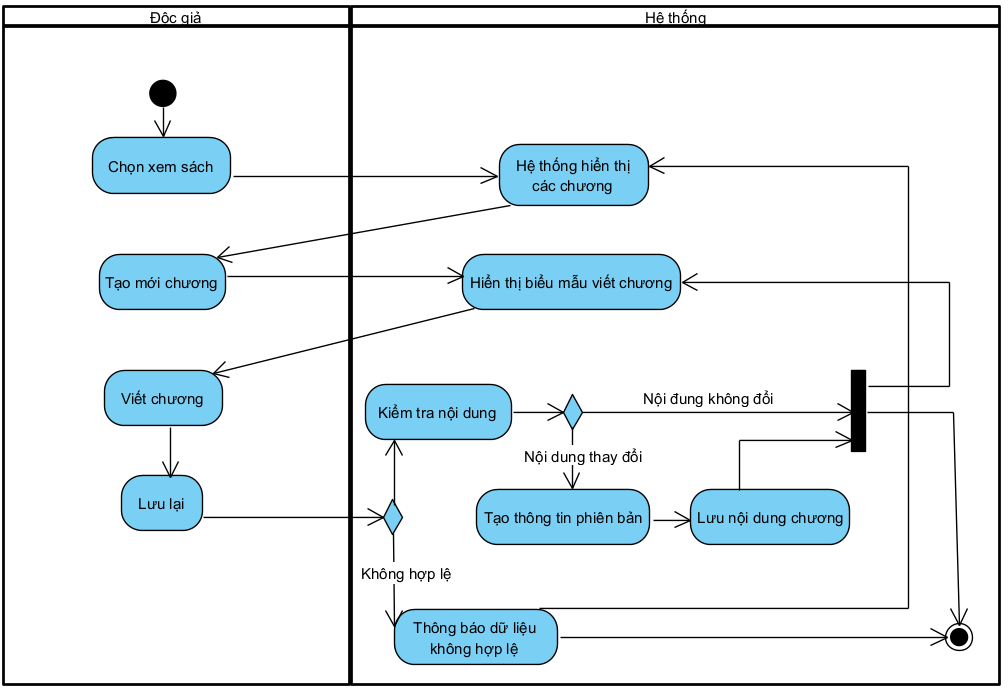 Độc giả
Hệ thống
Chọn xem sách
Hệ thống hiển thị
các chương
Tạo mới chương
Hiển thị biểu mẫu viết chương
Viết chương
Kiểm tra nội dung
Nội đung không đổi
Nội dung thay đổi
Lưu lại
Tạo thông tin phiên bản
Lưu nội dung chương
Không hợp lệ
Thông báo dữ liệu
không hợp lệ